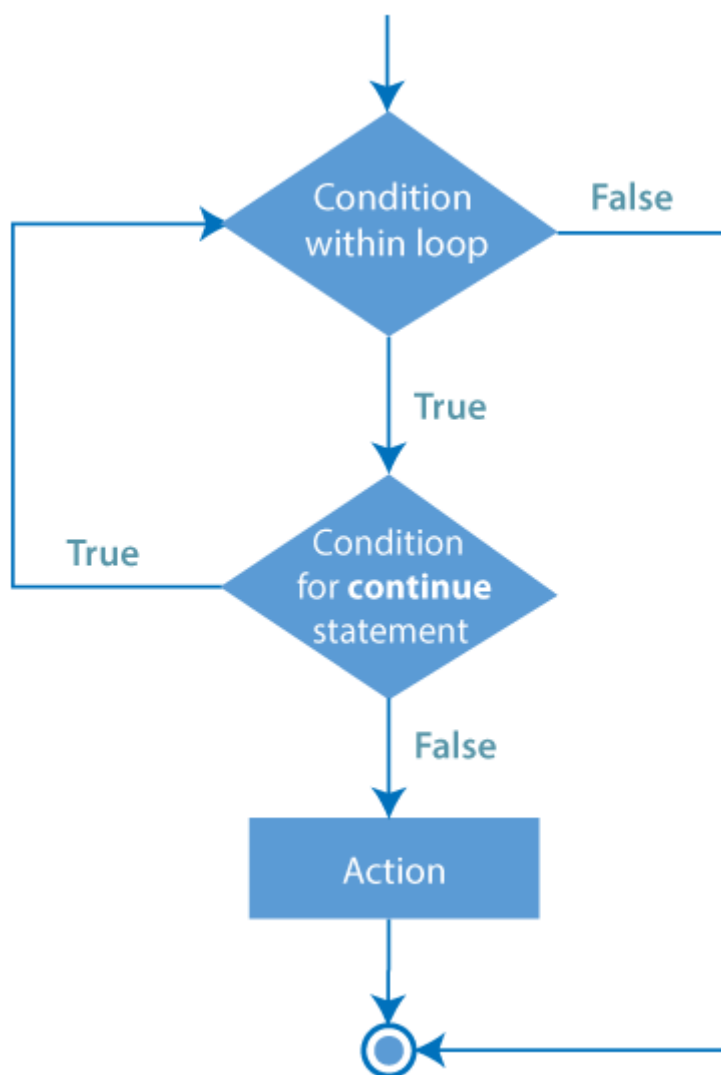 Condition
within loop
False
True
Condition
for continue
statement
True
False
Action